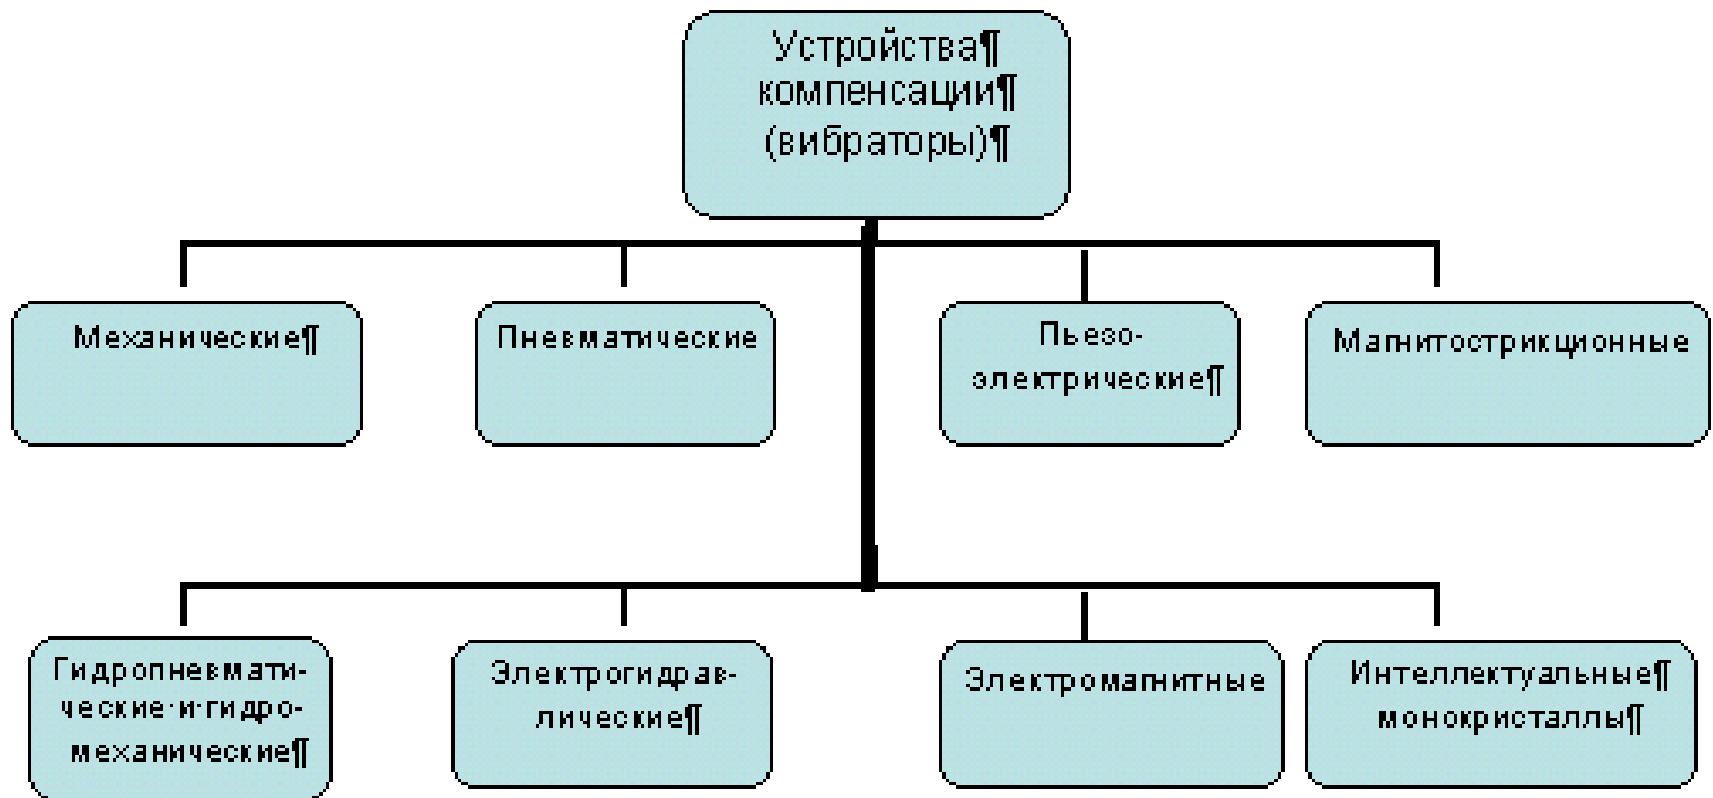 Устройства¶
компенсации¶
(вибраторы)¶
Механические¶
Пневматические
Пьезо-
электрические¶
Магнитострикционные
Гидропневмати-
ческие·и·гидро-
механические¶
Электрогидрав-
лические¶
Электромагнитные
Интеллектуальные¶
монокристаллы¶